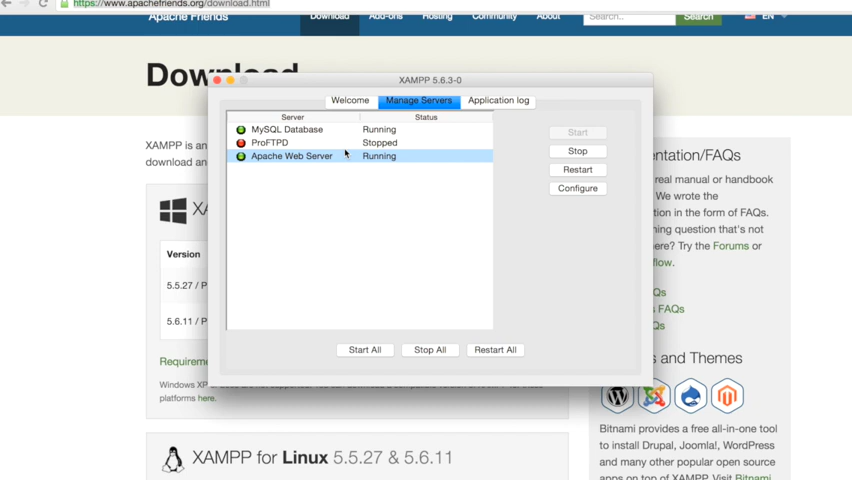 https://www.apachefriends.org/download.html
Apache Friends
Download
Add-ons
Hosting
Community
About
Search..
Search
EN
Download
XAMPP 5.6.3-0
Welcome
Manage Servers
Application log
Server
Status
MySQL Database
Running
ProFTPD
Stopped
Apache Web Server
Running
Start
Stop
Restart
Configure
Start All
Stop All
Restart All
XAMPP is an
download an
Version
5.5.27 / P
5.6.11 / P
Requireme
platforms here.
XAMPP for Linux 5.5.27 & 5.6.11
entation/FAQs
real manual or handbook
We wrote the
ion in the form of FAQs.
ning question that's not
ere? Try the Forums or
flow.
Qs
FAQs
Qs
s and Themes
Bitnami provides a free all-in-one tool
to install Drupal, Joomla!, WordPress
and many other popular open source
apps on top of XAMPP. Visit Bitnami